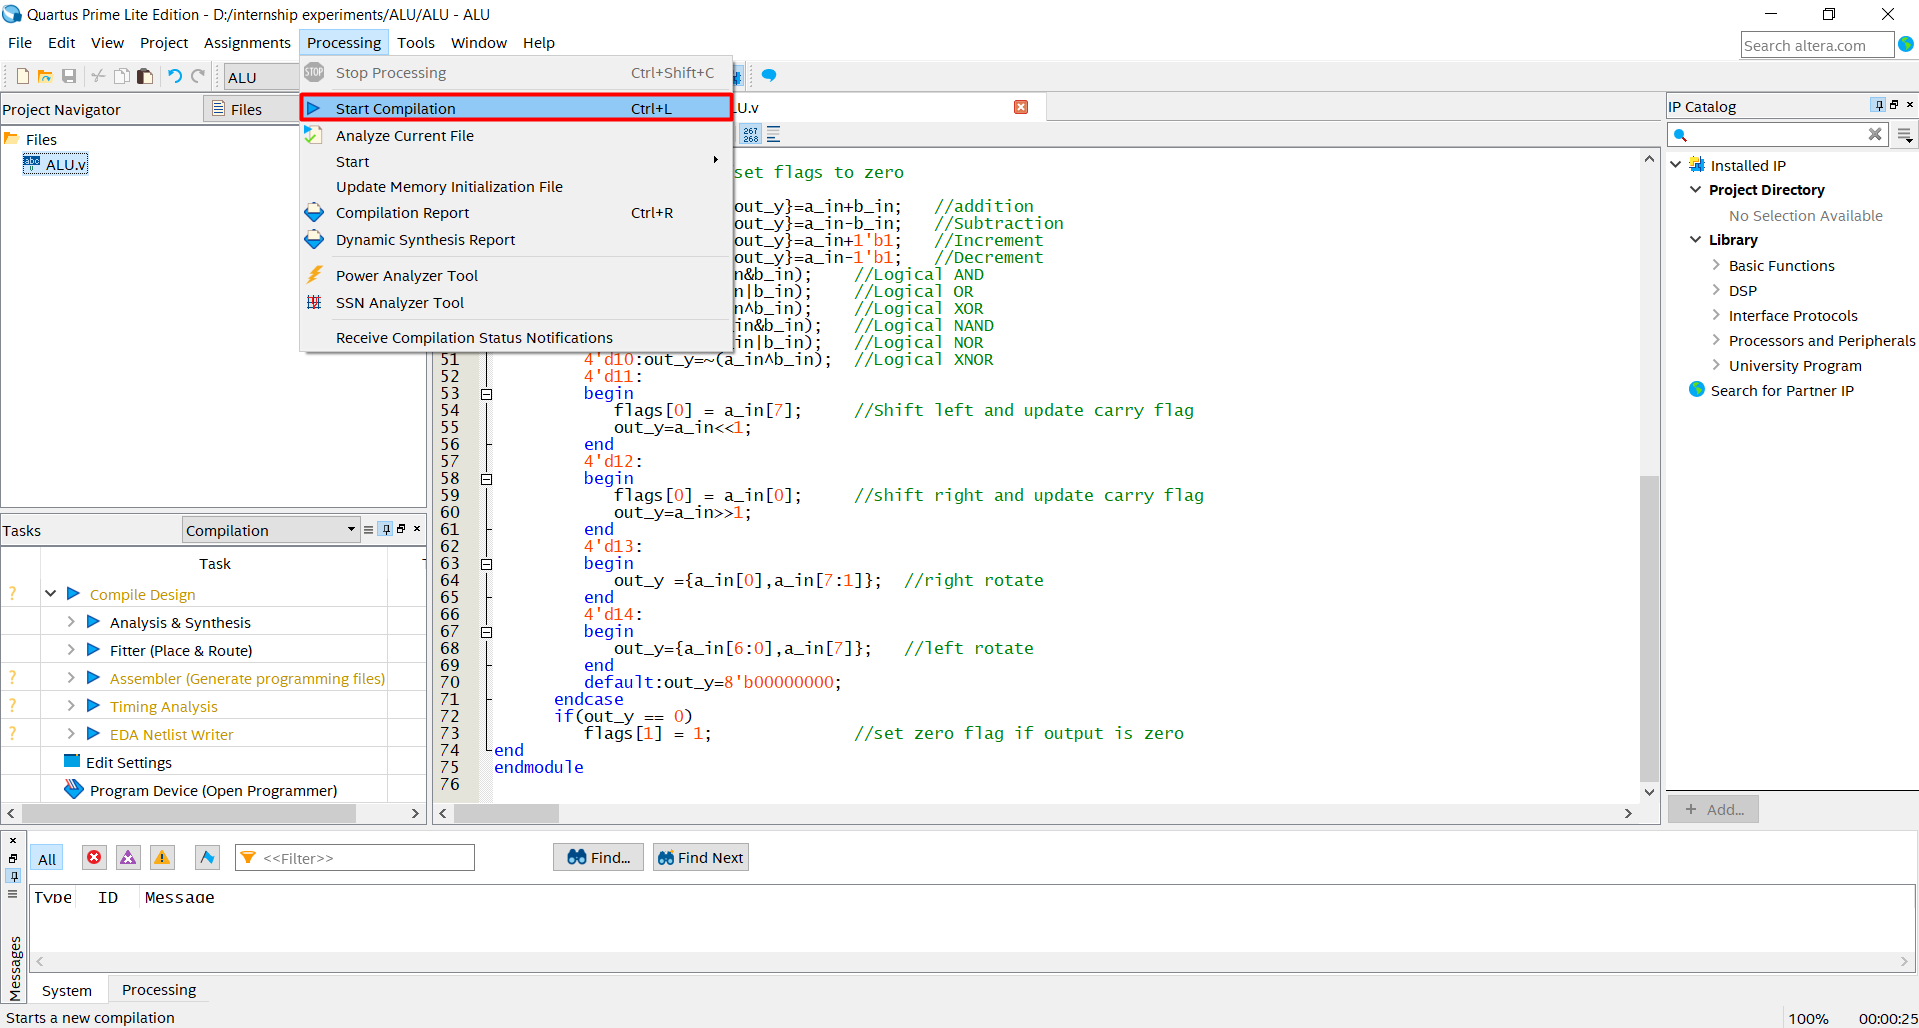 Quartus Prime Lite Edition - D:/internship experiments/ALU/ALU - ALU
File Edit View Project Assignments Processing Tools Window Help
Search altera.com
ALU
Stop Processing Ctrl+Shift+C
Start Compilation Ctrl+L
Analyze Current File
Start
Update Memory Initialization File
Compilation Report Ctrl+R
Dynamic Synthesis Report
Power Analyzer Tool
SSN Analyzer Tool
Receive Compilation Status Notifications
Project Navigator Files
Files
ALU.v
LU.v
267
268
set flags to zero
out_y}=a_in+b_in; //addition
out_y}=a_in-b_in; //Subtraction
out_y}=a_in+1'b1; //Increment
out_y}=a_in-1'b1; //Decrement
n&b_in); //Logical AND
n|b_in); //Logical OR
n^b_in); //Logical XOR
in&b_in); //Logical NAND
in|b_in); //Logical NOR
51 4'd10:out_y=~(a_in^b_in); //Logical XNOR
52 4'd11:
53 begin
54 flags[0] = a_in[7]; //Shift left and update carry flag
55 out_y=a_in<<1;
56 end
57 4'd12:
58 begin
59 flags[0] = a_in[0]; //shift right and update carry flag
60 out_y=a_in>>1;
61 end
62 4'd13:
63 begin
64 out_y ={a_in[0],a_in[7:1]}; //right rotate
65 end
66 4'd14:
67 begin
68 out_y={a_in[6:0],a_in[7]}; //left rotate
69 end
70 default:out_y=8'b00000000;
71 endcase
72 if(out_y == 0)
73 flags[1] = 1; //set zero flag if output is zero
74 end
75 endmodule
76
IP Catalog
Installed IP
Project Directory
No Selection Available
Library
Basic Functions
DSP
Interface Protocols
Processors and Peripherals
University Program
Search for Partner IP
+ Add...
Tasks Compilation
Task
? Compile Design
Analysis & Synthesis
Fitter (Place & Route)
? Assembler (Generate programming files)
? Timing Analysis
? EDA Netlist Writer
Edit Settings
Program Device (Open Programmer)
All <<Filter>> Find... Find Next
Type ID Message
Messages
System Processing
Starts a new compilation 100% 00:00:25